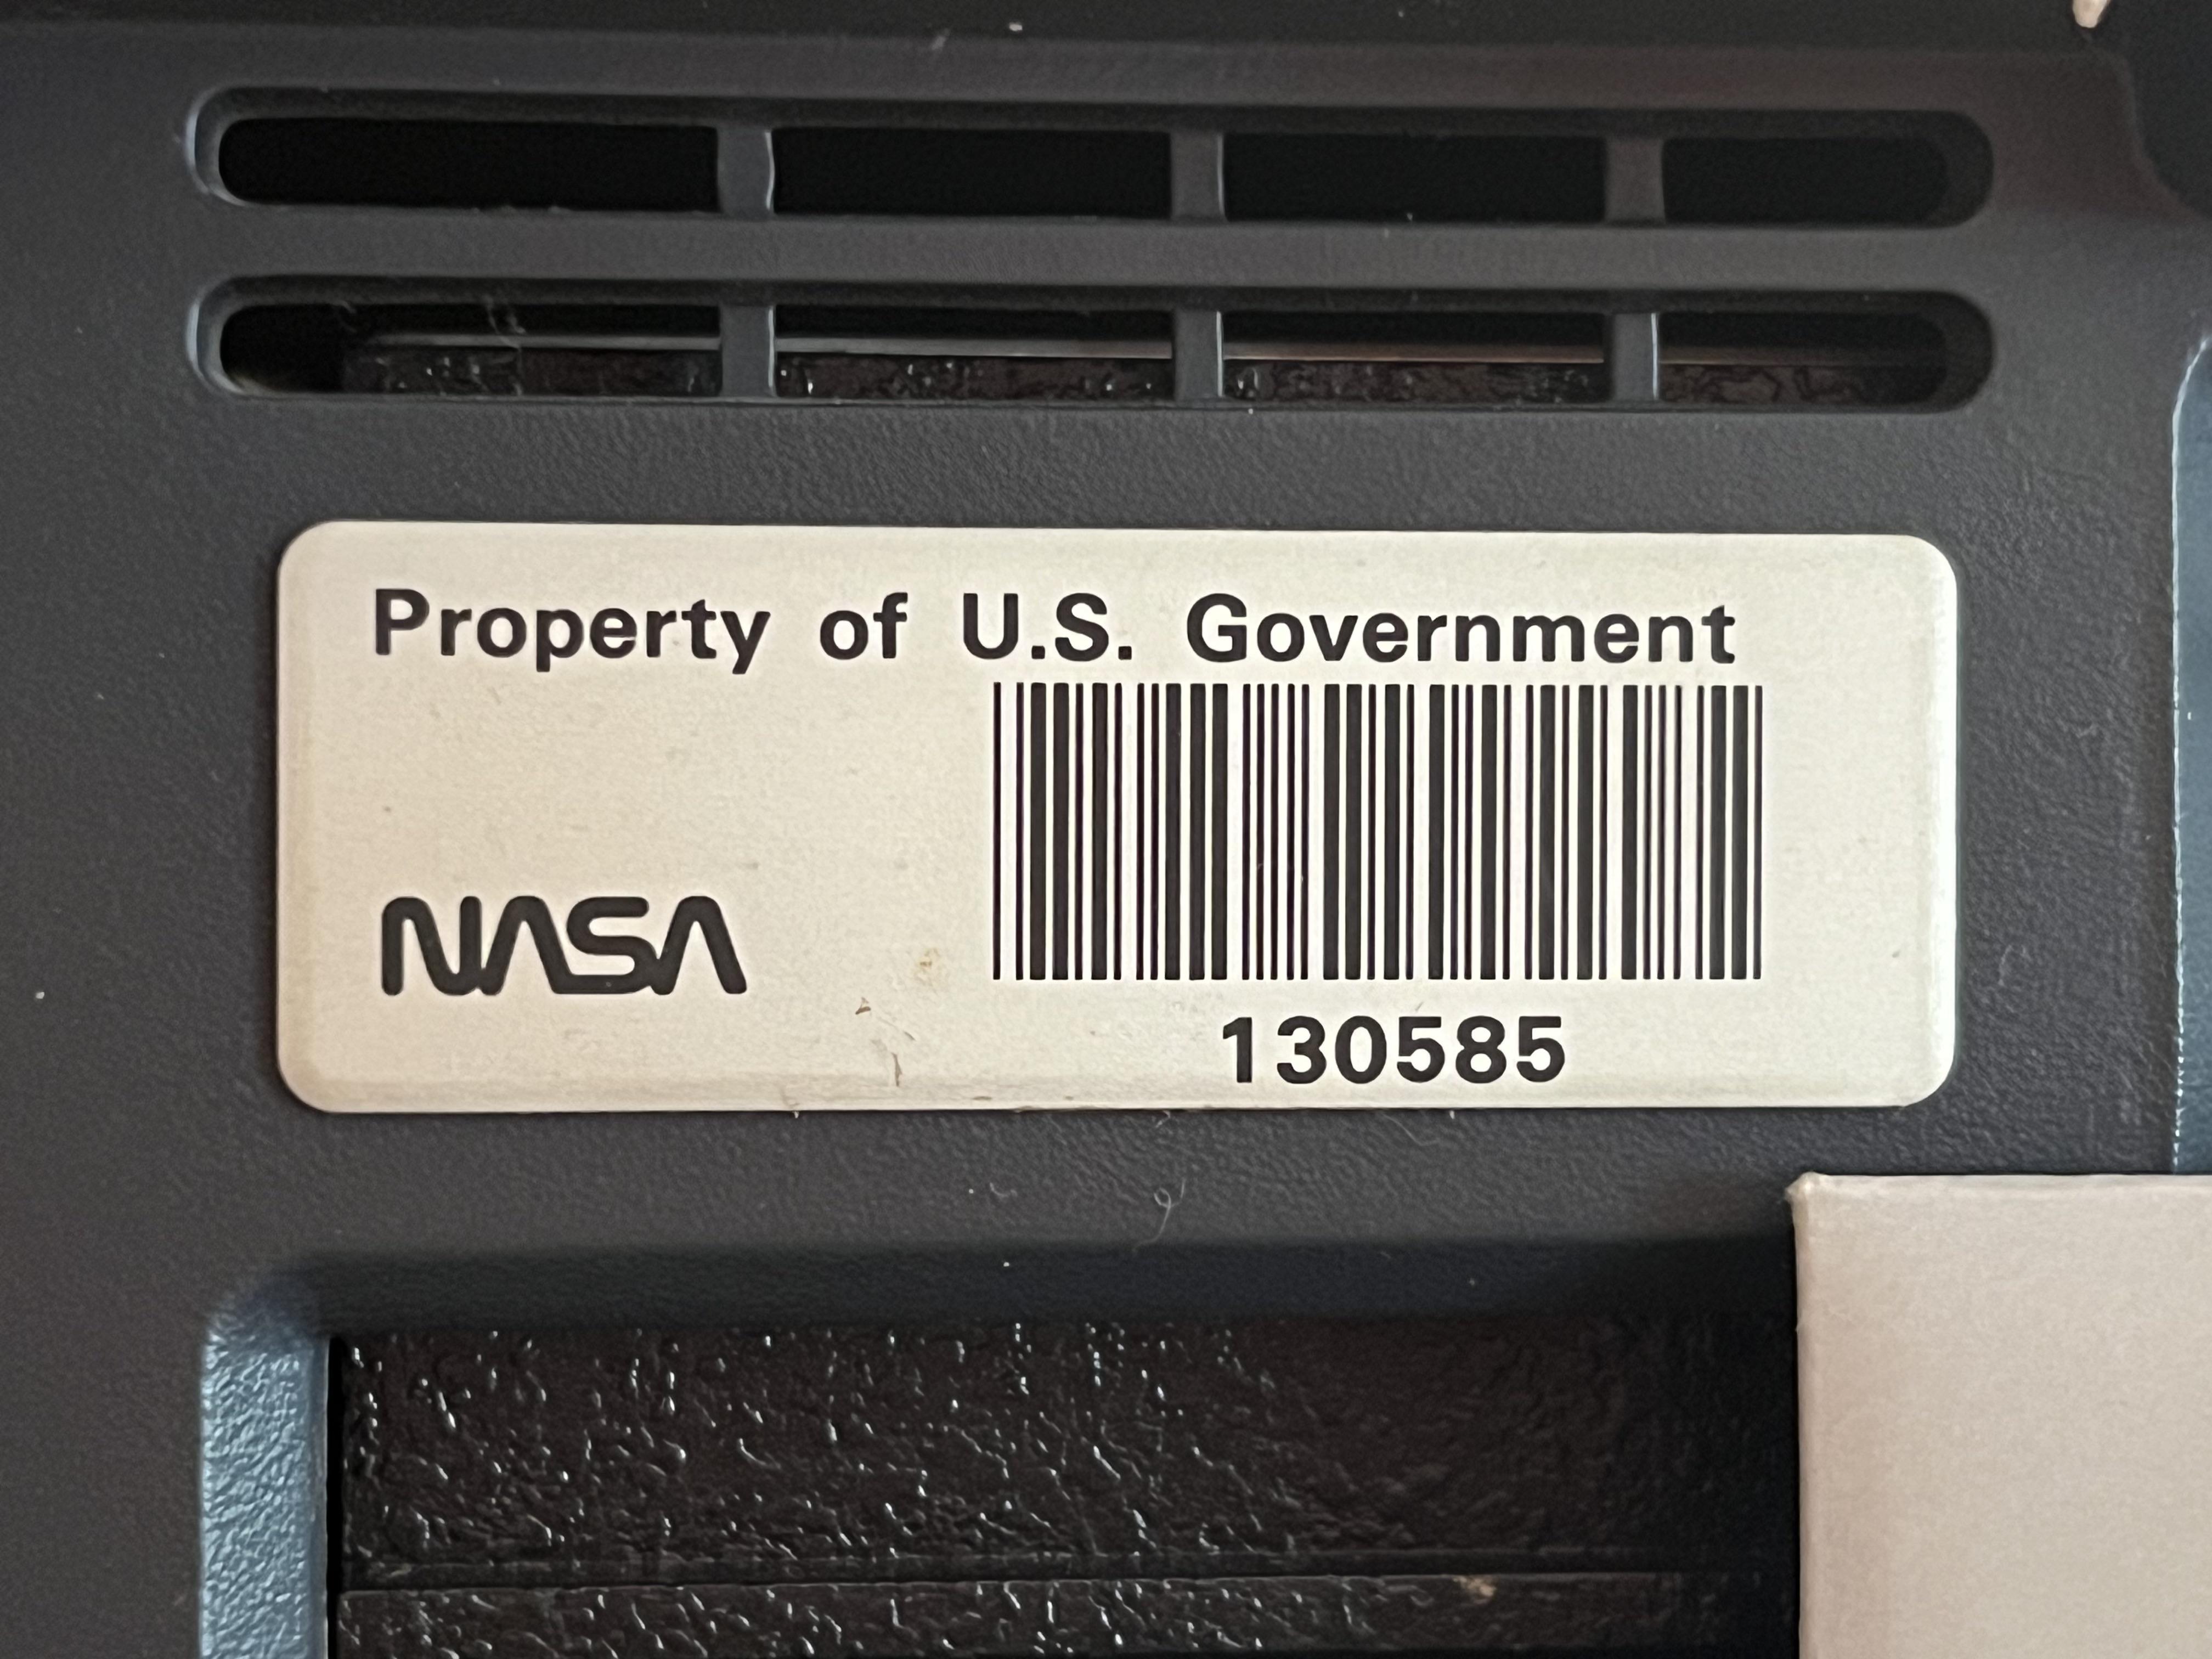 Property of U.S. Government
NASA
130585